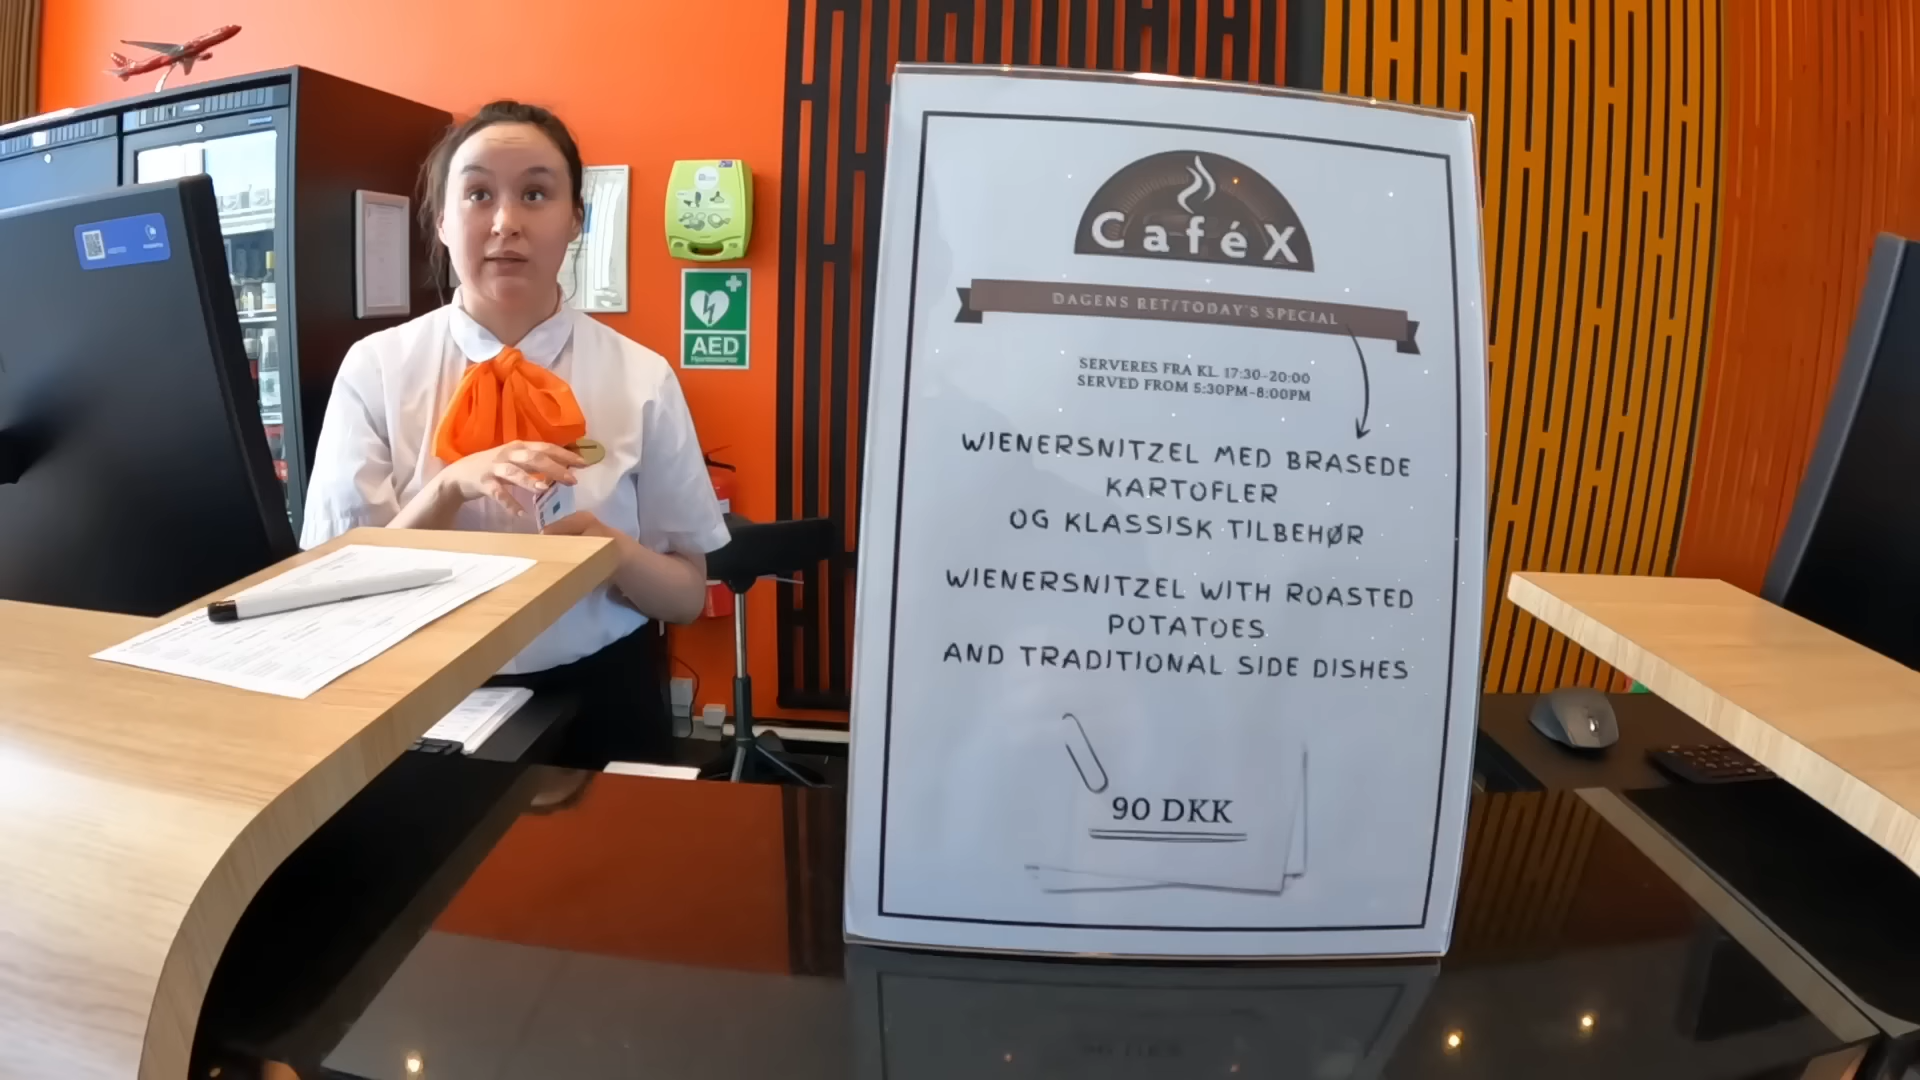 CaféX
DAGENS RET/TODAY'S SPECIAL
SERVERES FRA KL. 17:30-20:00
SERVED FROM 5:30PM-8:00PM
WIENERSNITZEL MED BRASEDE
KARTOFLER
OG KLASSISK TILBEHØR
WIENERSNITZEL WITH ROASTED
POTATOES
AND TRADITIONAL SIDE DISHES
90 DKK
AED